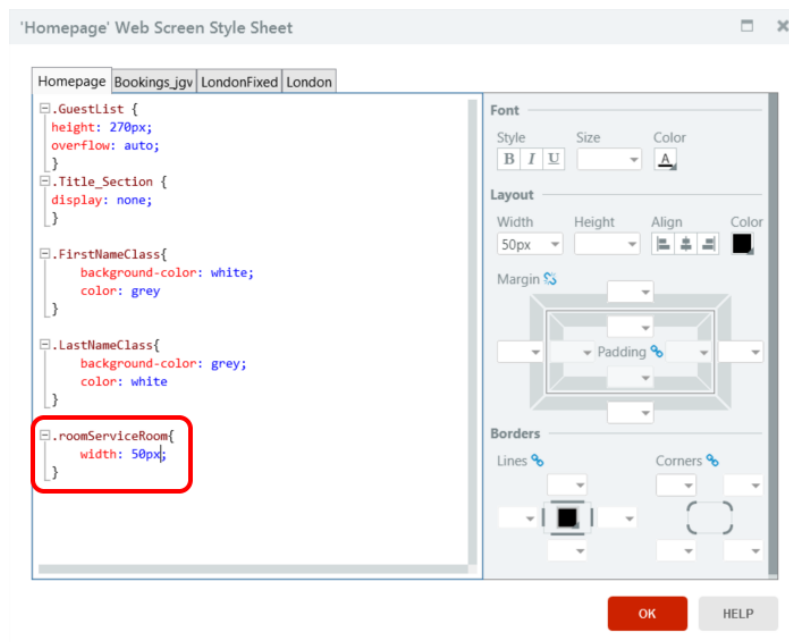 'Homepage' Web Screen Style Sheet
Homepage Bookings_jgv LondonFixed London
.GuestList {
height: 270px;
overflow: auto;
}
.Title_Section {
display: none;
}
.FirstNameClass{
background-color: white;
color: grey
}
.LastNameClass{
background-color: grey;
color: white
}
.roomServiceRoom{
width: 50px;
}
Font
Style Size Color
B I U A
Layout
Width Height Align Color
50px
Margin
Padding
Borders
Lines Corners
OK HELP